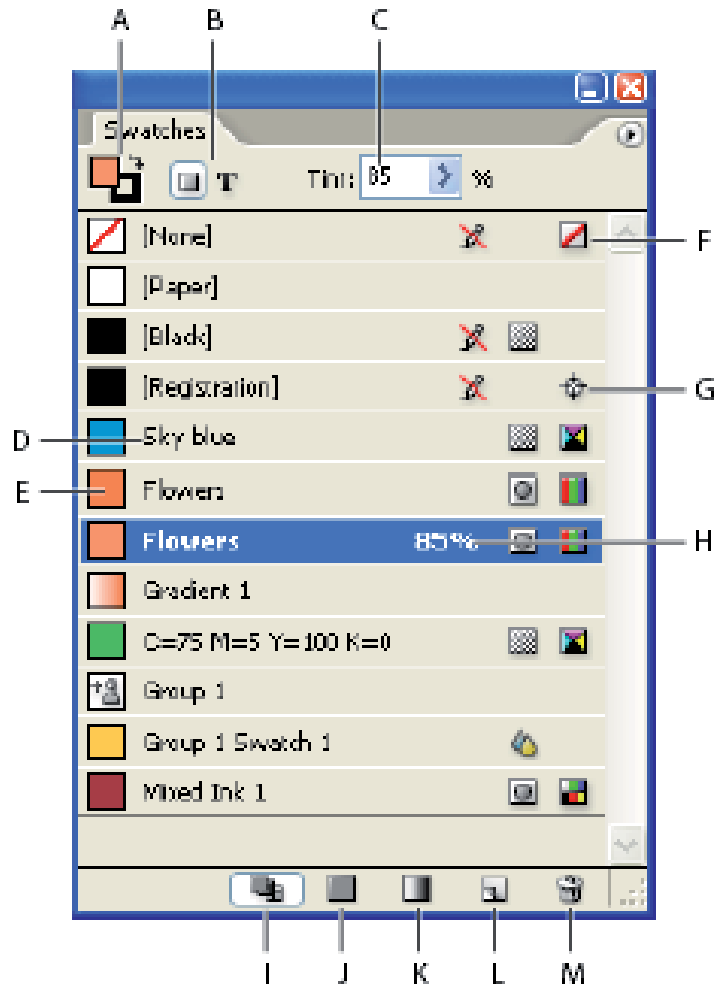 A B C
Swatches
T Tint: 85 %
[None] F
[Paper]
[Black]
[Registration] G
D Sky blue
E Flowers
Flowers 85% H
Gradient 1
C=75 M=5 Y=100 K=0
Group 1
Group 1 Swatch 1
Mixed Ink 1
I J K L M